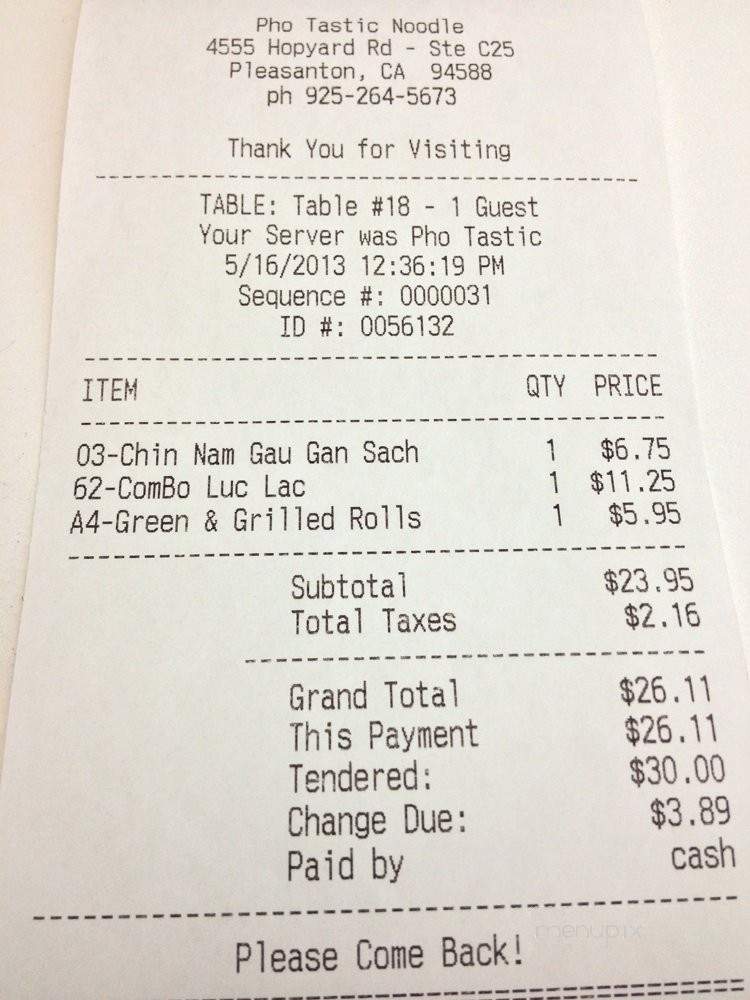 Pho Tastic Noodle
4555 Hopyard Rd - Ste C25
Pleasanton, CA 94588
ph 925-264-5673
Thank You for Visiting
TABLE: Table #18 - 1 Guest
Your Server was Pho Tastic
5/16/2013 12:36:19 PM
Sequence #: 0000031
ID #: 0056132
ITEM QTY PRICE
03-Chin Nam Gau Gan Sach 1 $6.75
62-ComBo Luc Lac 1 $11.25
A4-Green & Grilled Rolls 1 $5.95
Subtotal $23.95
Total Taxes $2.16
Grand Total $26.11
This Payment $26.11
Tendered: $30.00
Change Due: $3.89
Paid by cash
menupix
Please Come Back!